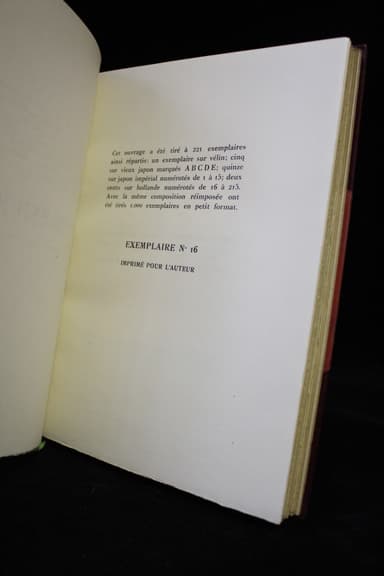 Cet ouvrage a été tiré à 221 exemplaires
ainsi répartis: un exemplaire sur vélin; cinq
sur vieux japon marqués A B C D E; quinze
sur japon impérial numérotés de 1 à 15; deux
cents sur hollande numérotés de 16 à 215.
Avec la même composition réimposée ont
été tirés 1.000 exemplaires en petit format.
EXEMPLAIRE No 16
IMPRIMÉ POUR L'AUTEUR